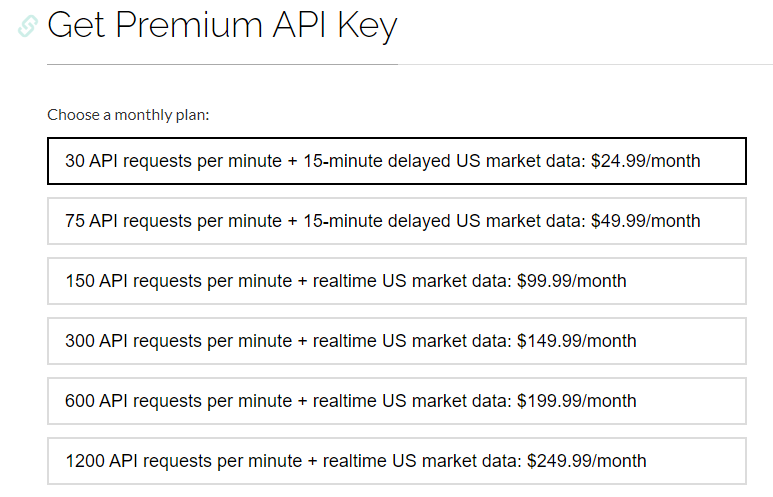 Get Premium API Key
Choose a monthly plan:
30 API requests per minute + 15-minute delayed US market data: $24.99/month
75 API requests per minute + 15-minute delayed US market data: $49.99/month
150 API requests per minute + realtime US market data: $99.99/month
300 API requests per minute + realtime US market data: $149.99/month
600 API requests per minute + realtime US market data: $199.99/month
1200 API requests per minute + realtime US market data: $249.99/month